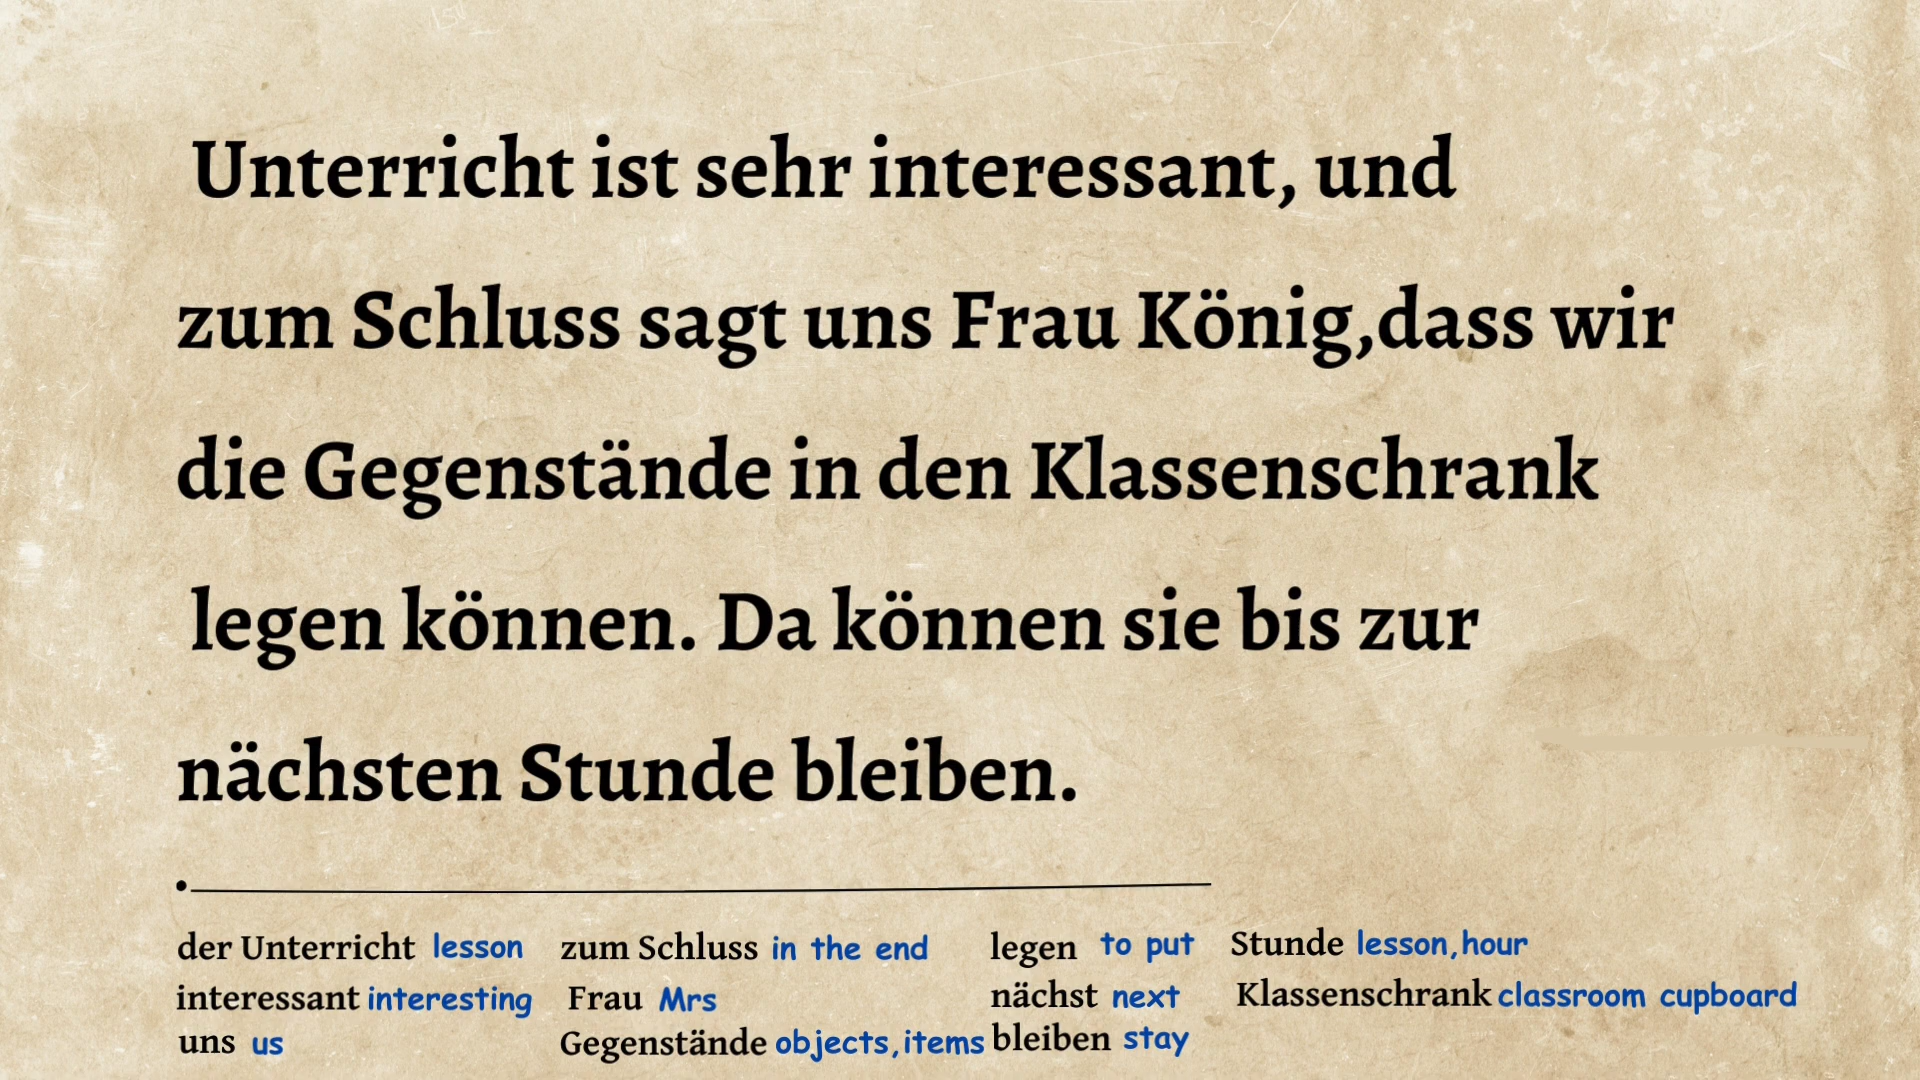 Unterricht ist sehr interessant, und
zum Schluss sagt uns Frau König,dass wir
die Gegenstände in den Klassenschrank
legen können. Da können sie bis zur
nächsten Stunde bleiben.
der Unterricht lesson zum Schluss in the end legen to put Stunde lesson,hour
interessant interesting Frau Mrs nächst next Klassenschrank classroom cupboard
uns us Gegenstände objects,items bleiben stay